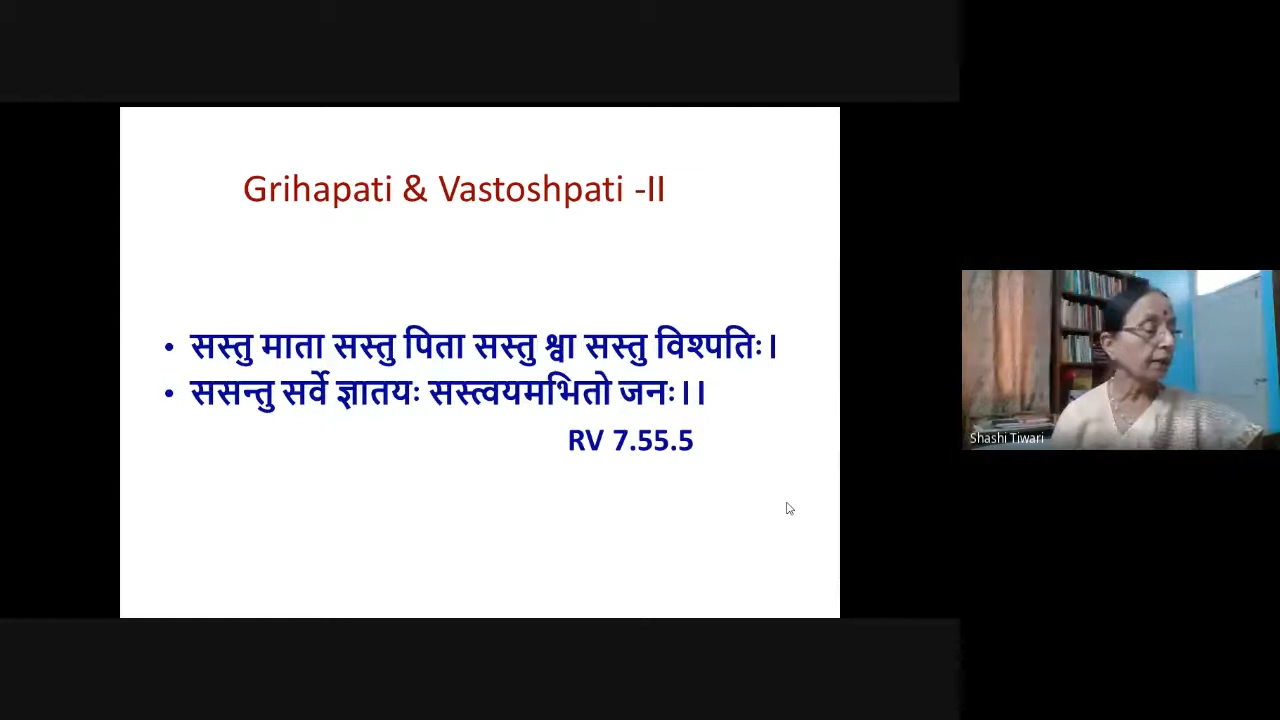 Grihapati & Vastoshpati -II
• सस्तु माता सस्तु पिता सस्तु श्वा सस्तु विश्पतिः।
• ससन्तु सर्वे ज्ञातयः सस्त्वयमभितो जनः।।
RV 7.55.5
Shashi Tiwari